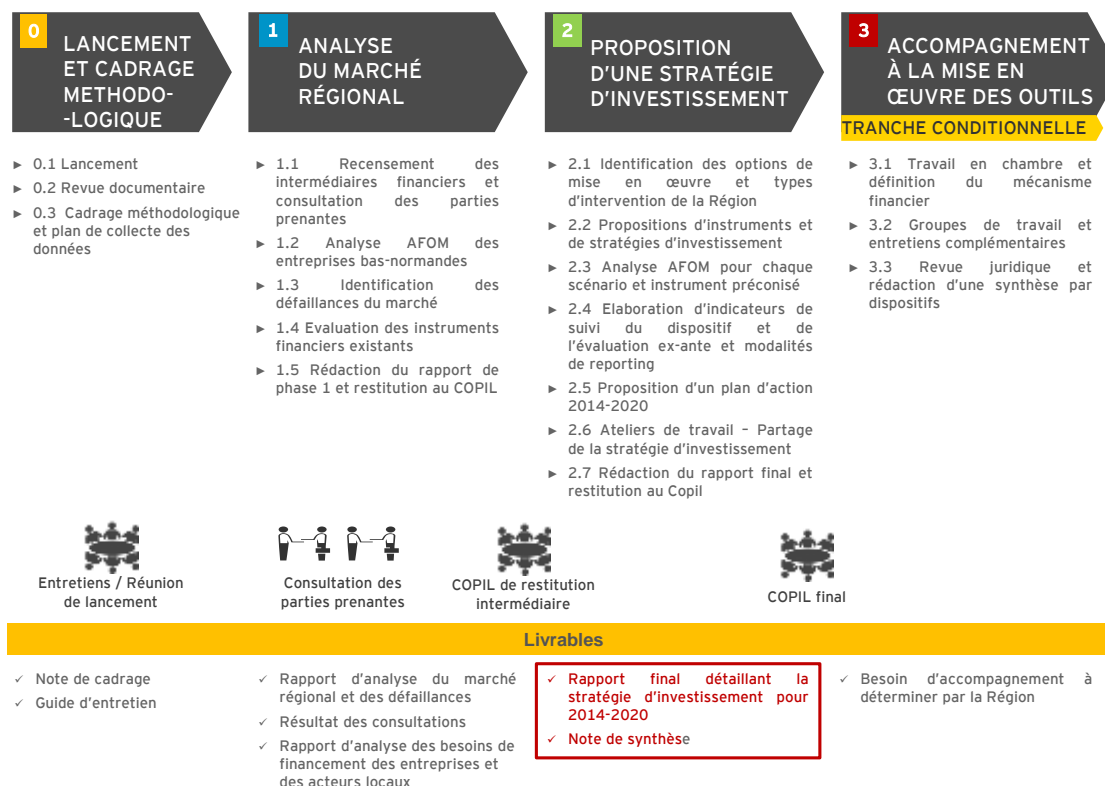 0
LANCEMENT
ET CADRAGE
METHODO-
-LOGIQUE
1
ANALYSE
DU MARCHÉ
RÉGIONAL
2
PROPOSITION
D'UNE STRATÉGIE
D'INVESTISSEMENT
3
ACCOMPAGNEMENT
À LA MISE EN
ŒUVRE DES OUTILS
TRANCHE CONDITIONNELLE
► 0.1 Lancement
► 0.2 Revue documentaire
► 0.3 Cadrage méthodologique
et plan de collecte des
données
► 1.1 Recensement des
intermédiaires financiers et
consultation des parties
prenantes
► 1.2 Analyse AFOM des
entreprises bas-normandes
► 1.3 Identification des
défaillances du marché
► 1.4 Evaluation des instruments
financiers existants
► 1.5 Rédaction du rapport de
phase 1 et restitution au COPIL
► 2.1 Identification des options de
mise en œuvre et types
d'intervention de la Région
► 2.2 Propositions d'instruments et
de stratégies d'investissement
► 2.3 Analyse AFOM pour chaque
scénario et instrument préconisé
► 2.4 Elaboration d'indicateurs de
suivi du dispositif et de
l'évaluation ex-ante et modalités
de reporting
► 2.5 Proposition d'un plan d'action
2014-2020
► 2.6 Ateliers de travail – Partage
de la stratégie d'investissement
► 2.7 Rédaction du rapport final et
restitution au Copil
► 3.1 Travail en chambre et
définition du mécanisme
financier
► 3.2 Groupes de travail et
entretiens complémentaires
► 3.3 Revue juridique et
rédaction d'une synthèse par
dispositifs
Entretiens / Réunion
de lancement
Consultation des
parties prenantes
COPIL de restitution
intermédiaire
COPIL final
Livrables
✓ Note de cadrage
✓ Guide d'entretien
✓ Rapport d'analyse du marché
régional et des défaillances
✓ Résultat des consultations
✓ Rapport d'analyse des besoins de
financement des entreprises et
des acteurs locaux
✓ Rapport final détaillant la
stratégie d'investissement pour
2014-2020
✓ Note de synthèse
✓ Besoin d'accompagnement à
déterminer par la Région